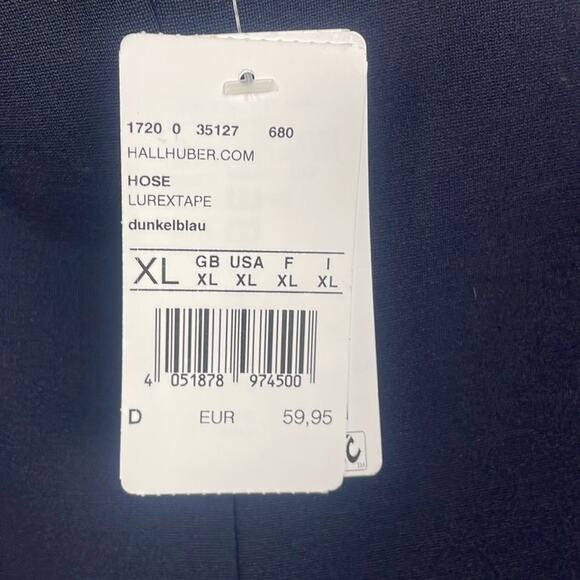 1720 0 35127 680
HALLHUBER.COM
HOSE
LUREXTAPE
dunkelblau
XL GB USA F I
XL XL XL XL
4 051878 974500
D EUR 59,95